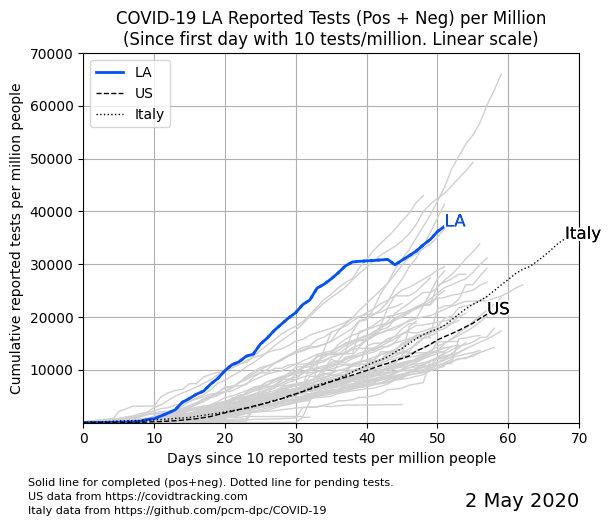 COVID-19 LA Reported Tests (Pos + Neg) per Million
(Since first day with 10 tests/million. Linear scale)
Cumulative reported tests per million people
70000
60000
50000
40000
30000
20000
10000
LA
US
Italy
LA
Italy
US
0 10 20 30 40 50 60 70
Days since 10 reported tests per million people
Solid line for completed (pos+neg). Dotted line for pending tests.
US data from https://covidtracking.com
Italy data from https://github.com/pcm-dpc/COVID-19
2 May 2020